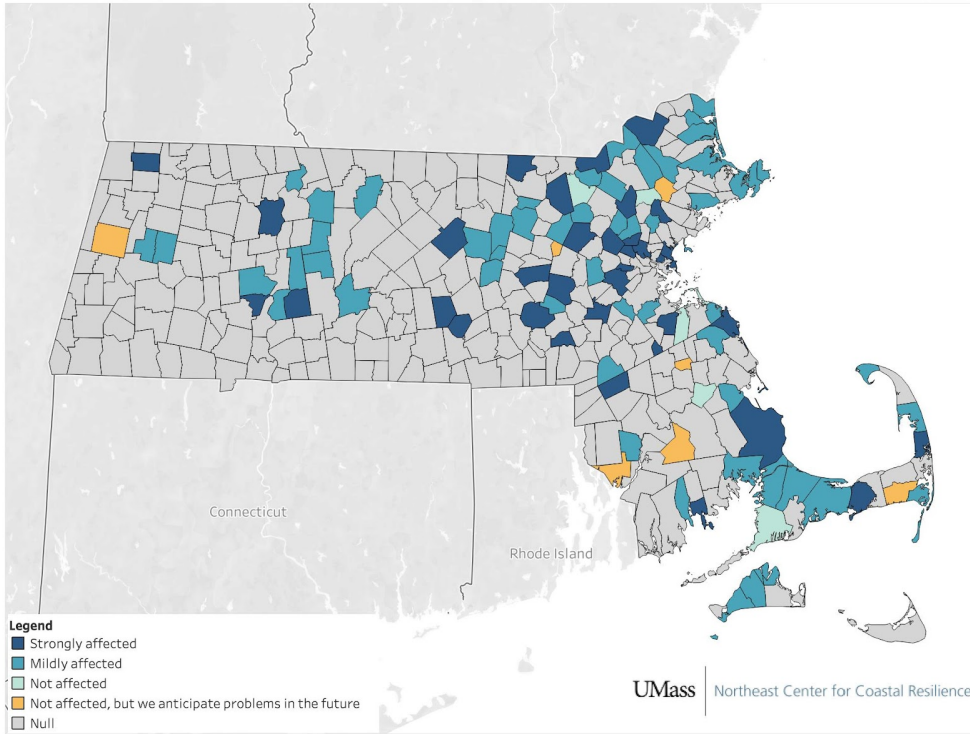 Connecticut
Rhode Island
Legend
Strongly affected
Mildly affected
Not affected
Not affected, but we anticipate problems in the future
Null
UMass Northeast Center for Coastal Resilience